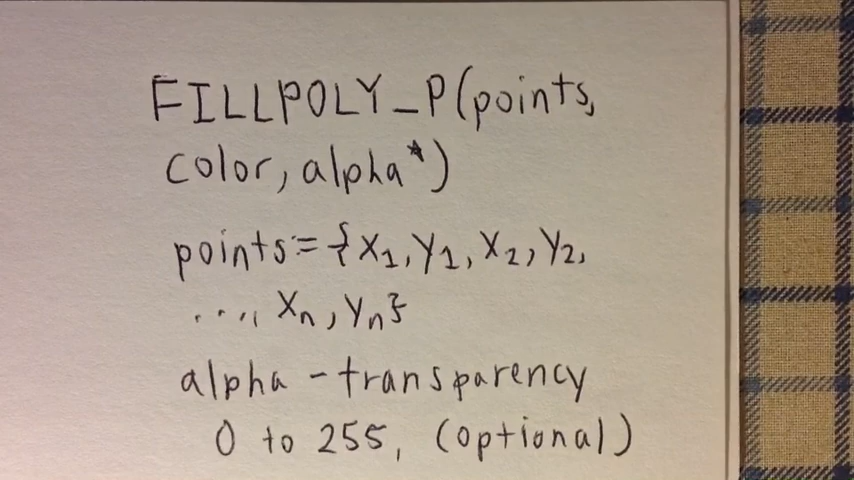 FILLPOLY_P(points,
color, alpha*)
points={x₁,y₁,x₂,y₂,
...,xₙ,yₙ}
alpha-transparency
0 to 255, (optional)